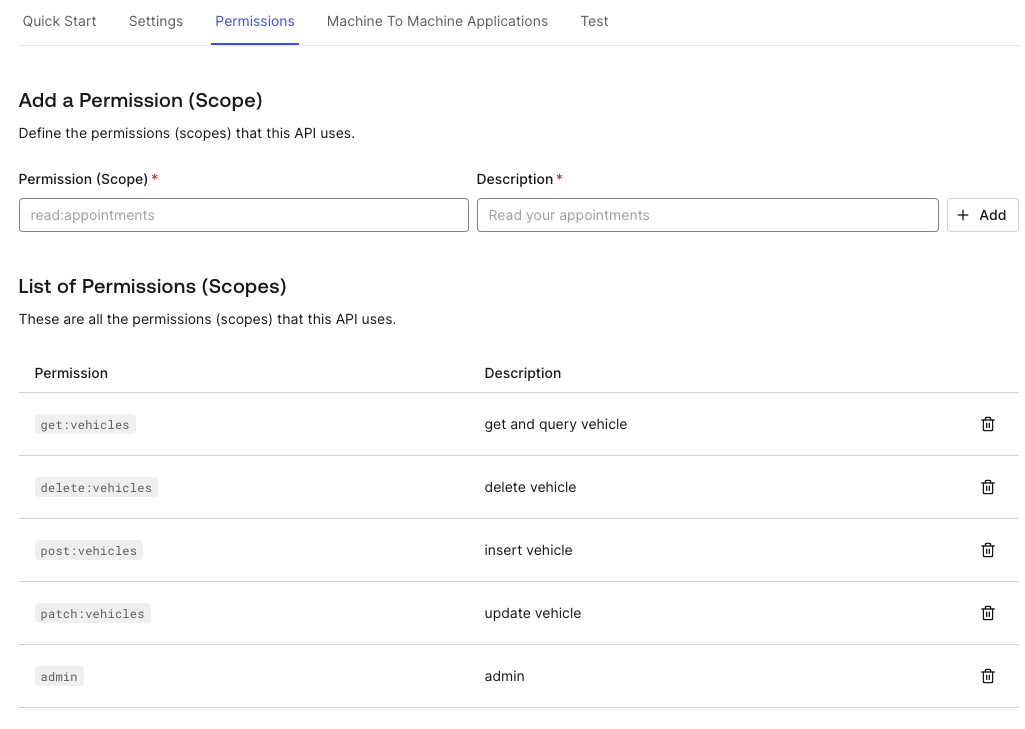 Quick Start Settings Permissions Machine To Machine Applications Test
Add a Permission (Scope)
Define the permissions (scopes) that this API uses.
Permission (Scope) * Description *
read:appointments Read your appointments + Add
List of Permissions (Scopes)
These are all the permissions (scopes) that this API uses.
Permission Description
get:vehicles get and query vehicle
delete:vehicles delete vehicle
post:vehicles insert vehicle
patch:vehicles update vehicle
admin admin